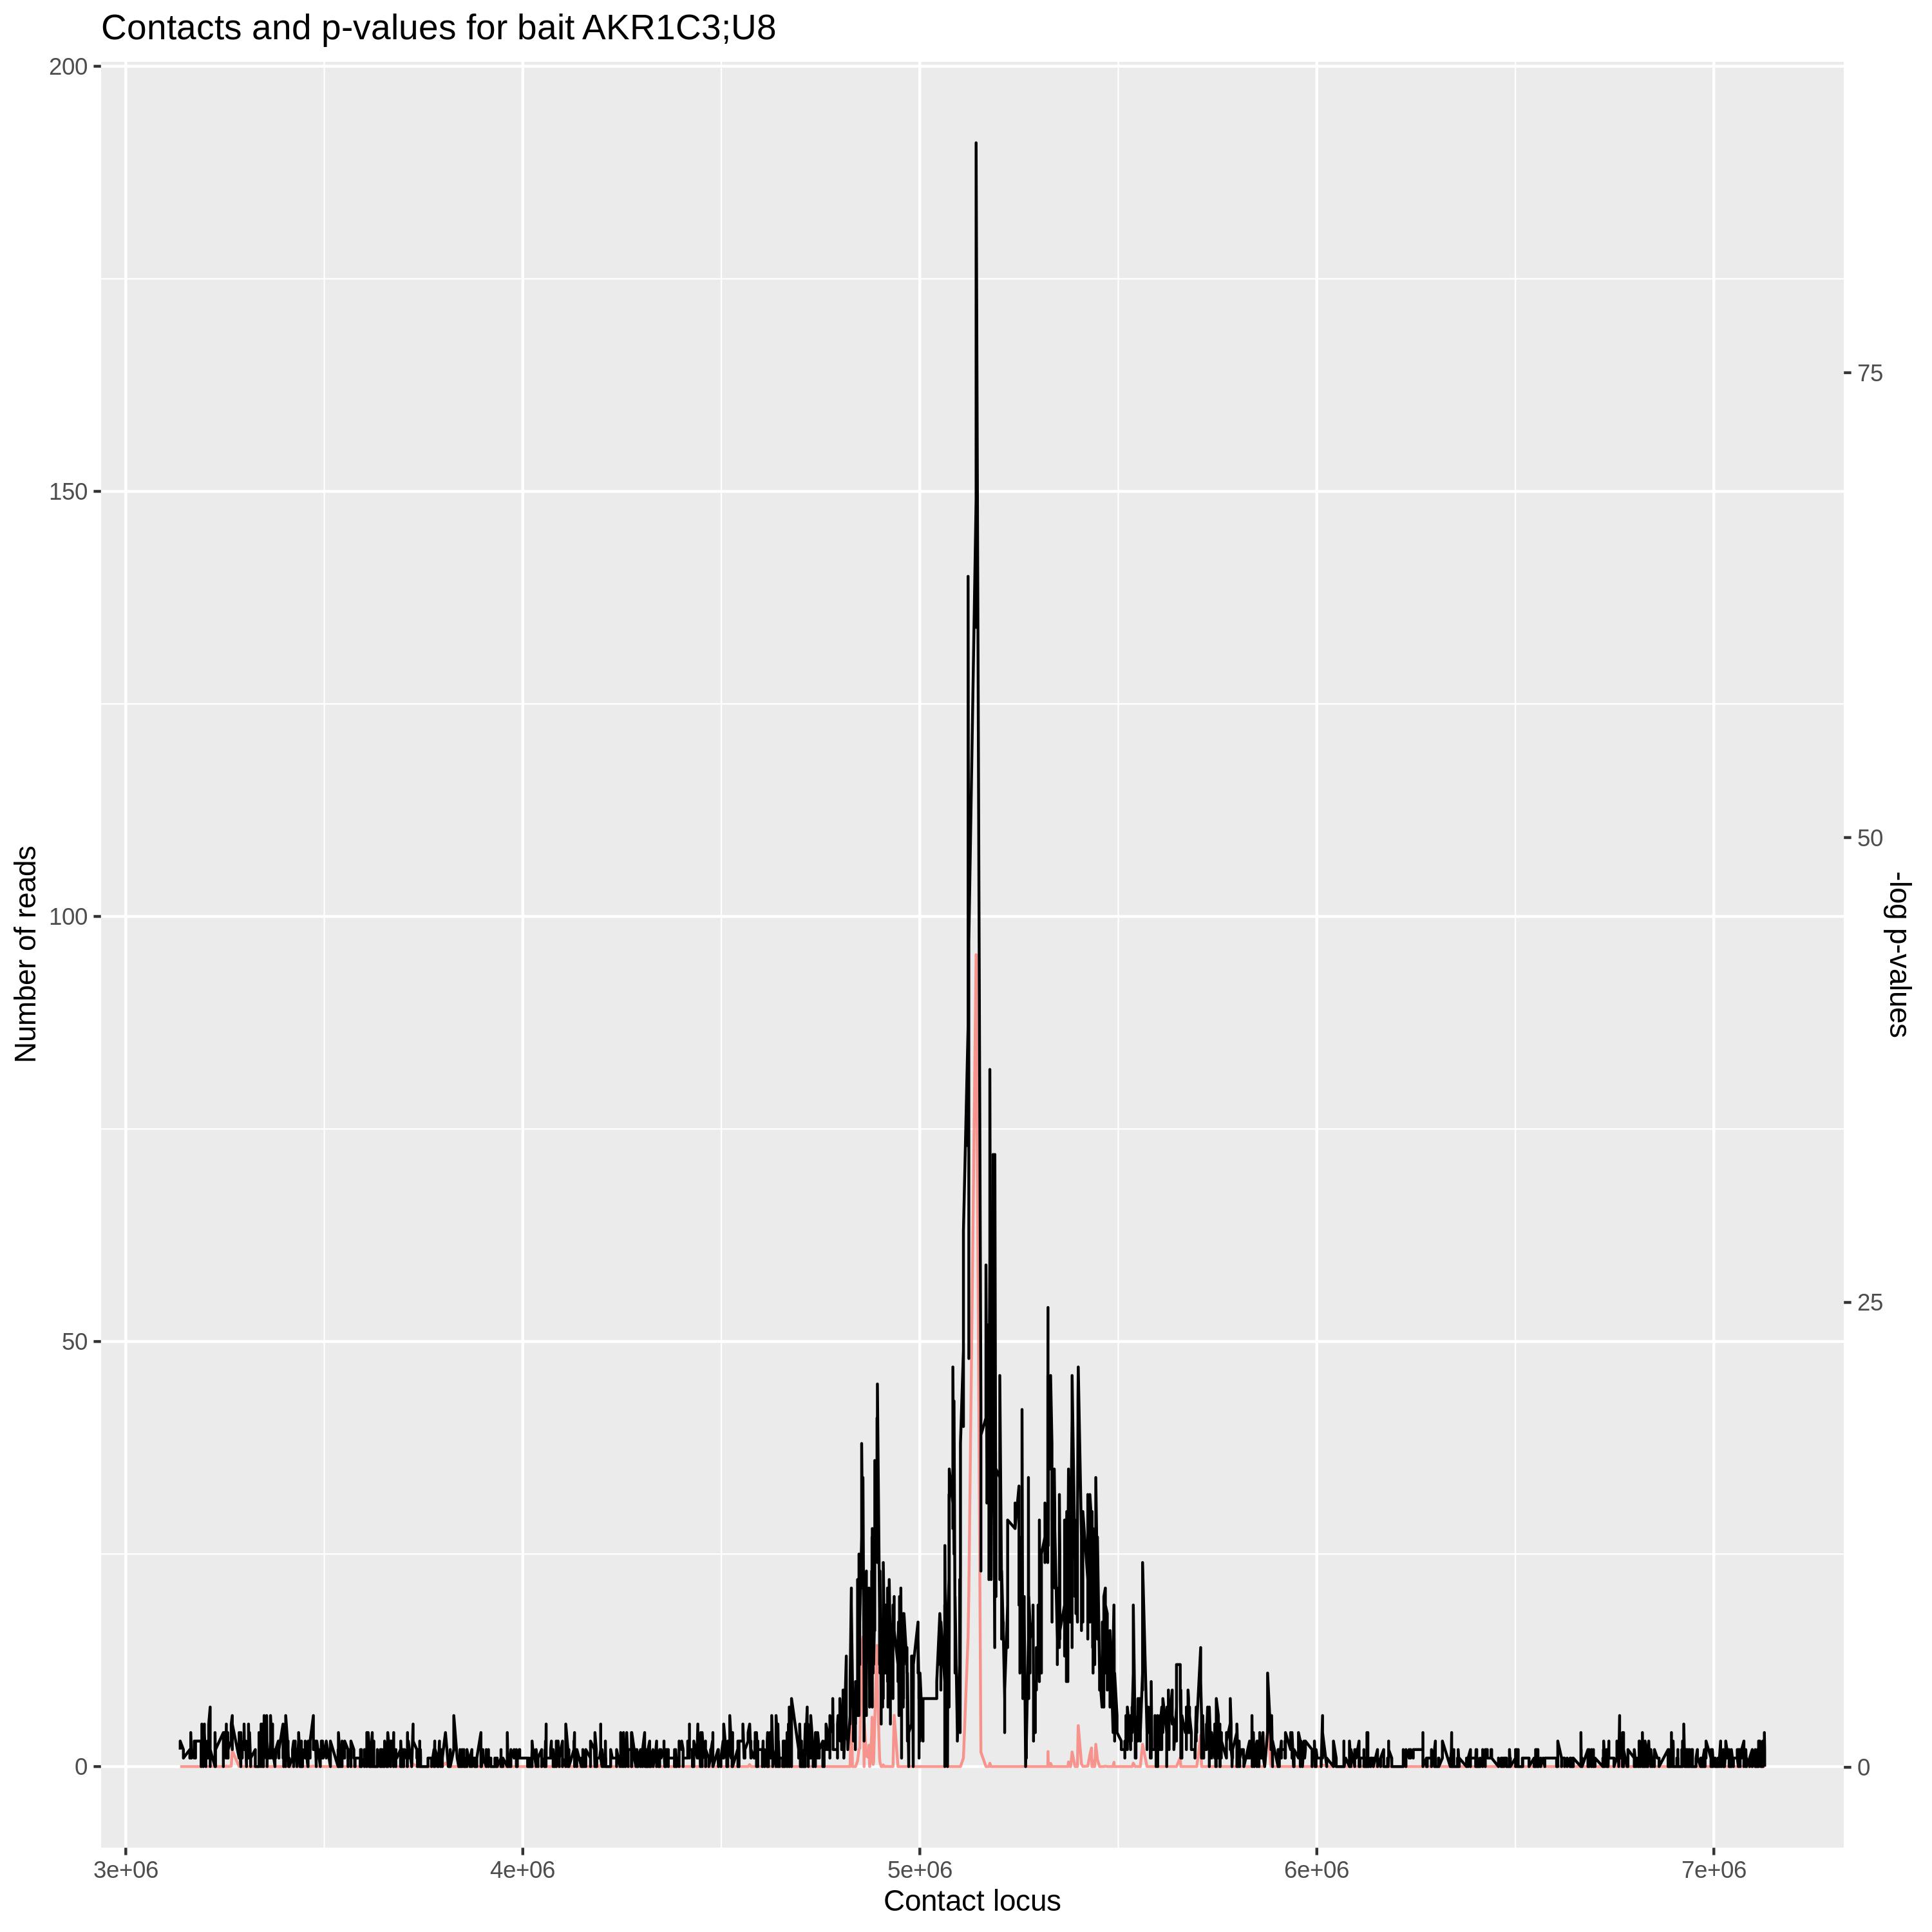 Contacts and p-values for bait AKR1C3;U8
200
150
100
50
0
Number of reads
75
50
25
0
-log p-values
3e+06
4e+06
5e+06
6e+06
7e+06
Contact locus